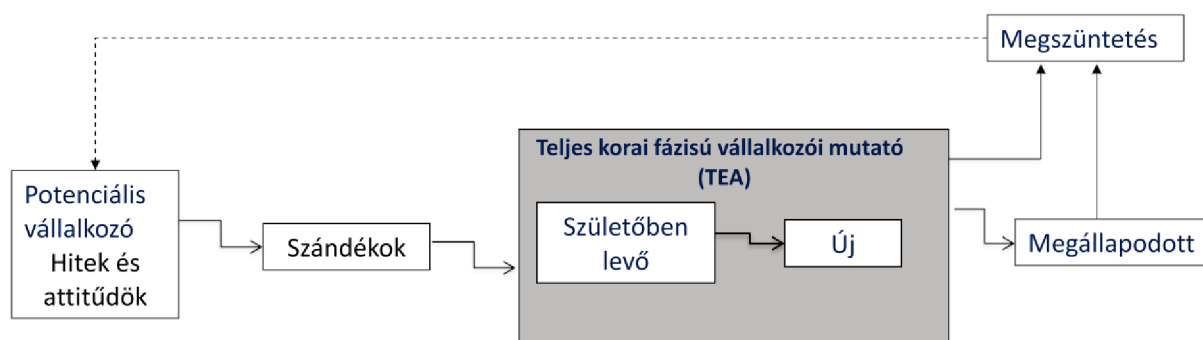 Megszüntetés
Teljes korai fázisú vállalkozói mutató
(TEA)
Potenciális
vállalkozó
Hitek és
attitűdök
Szándékok
Születőben
levő
Új
Megállapodott